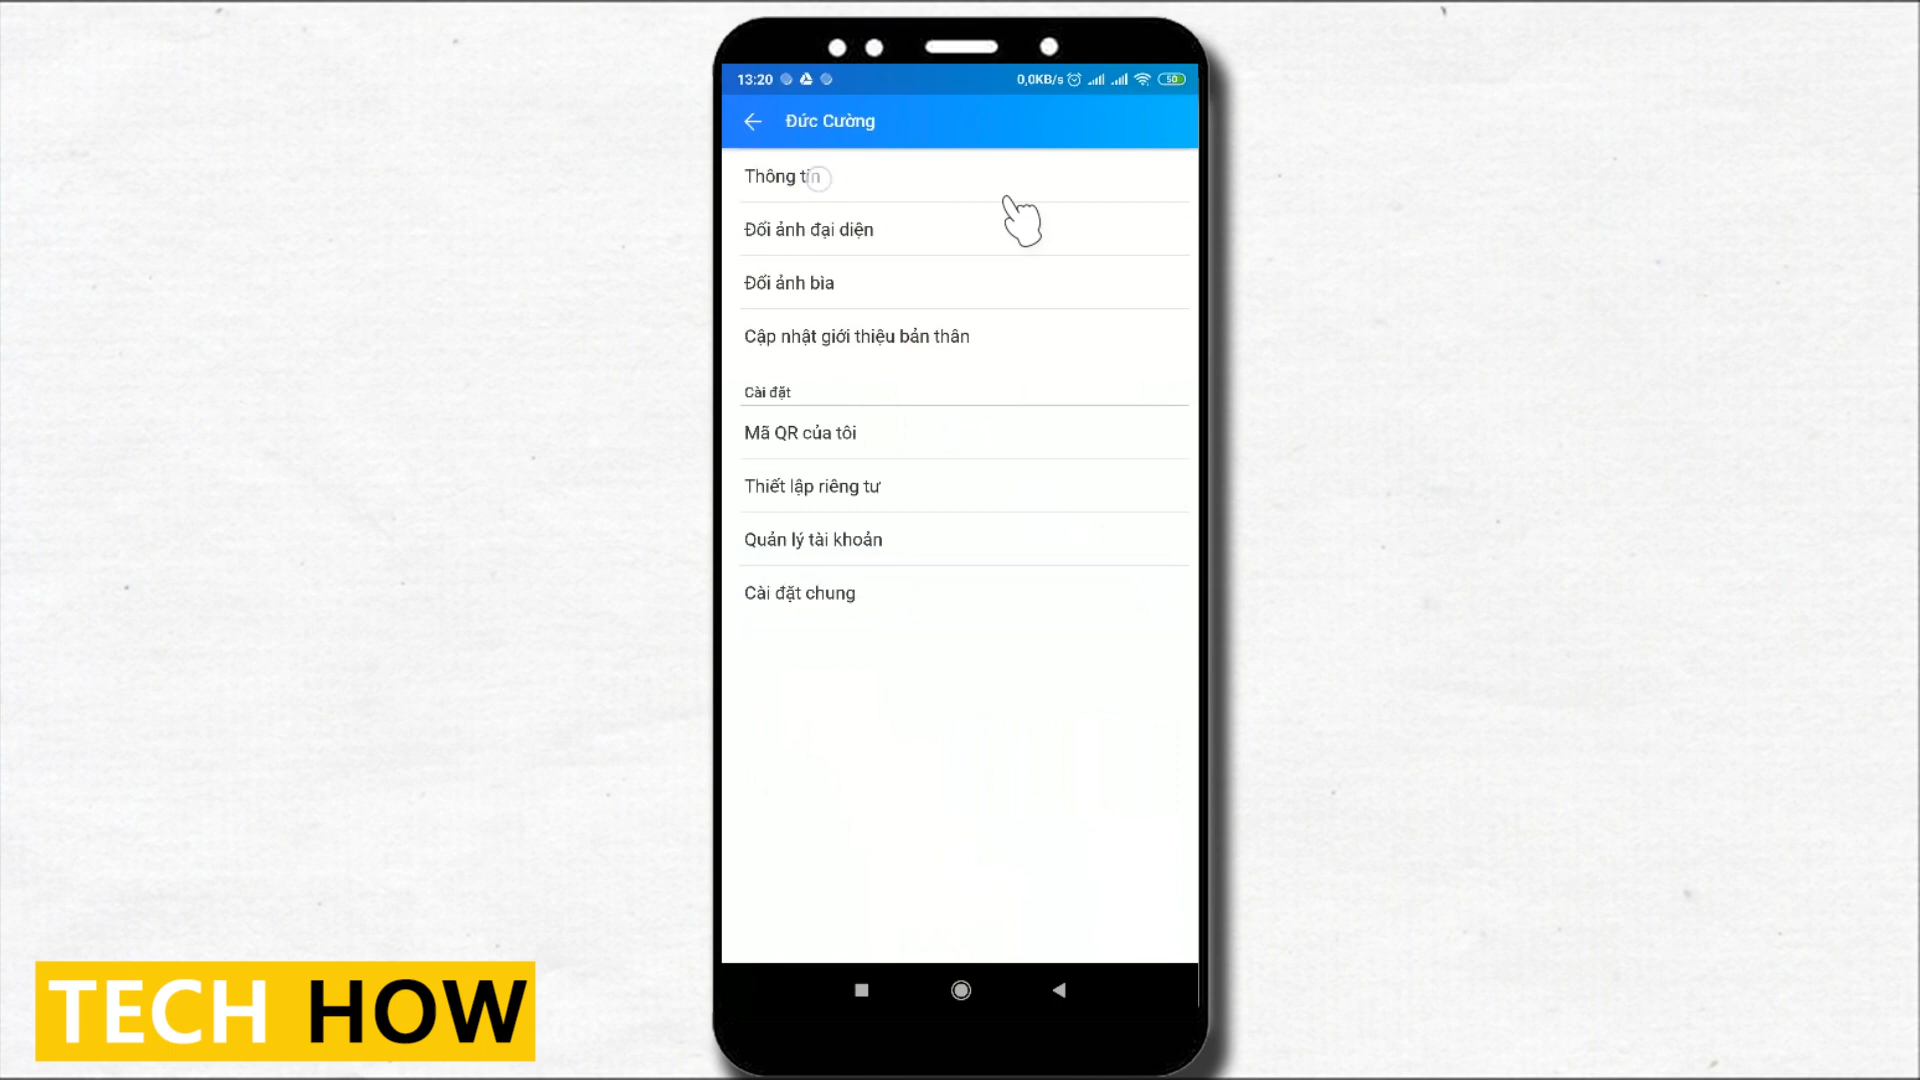 13:20 0,0KB/s 50
Đức Cường
Thông tin
Đổi ảnh đại diện
Đổi ảnh bìa
Cập nhật giới thiệu bản thân
Cài đặt
Mã QR của tôi
Thiết lập riêng tư
Quản lý tài khoản
Cài đặt chung
TECH HOW